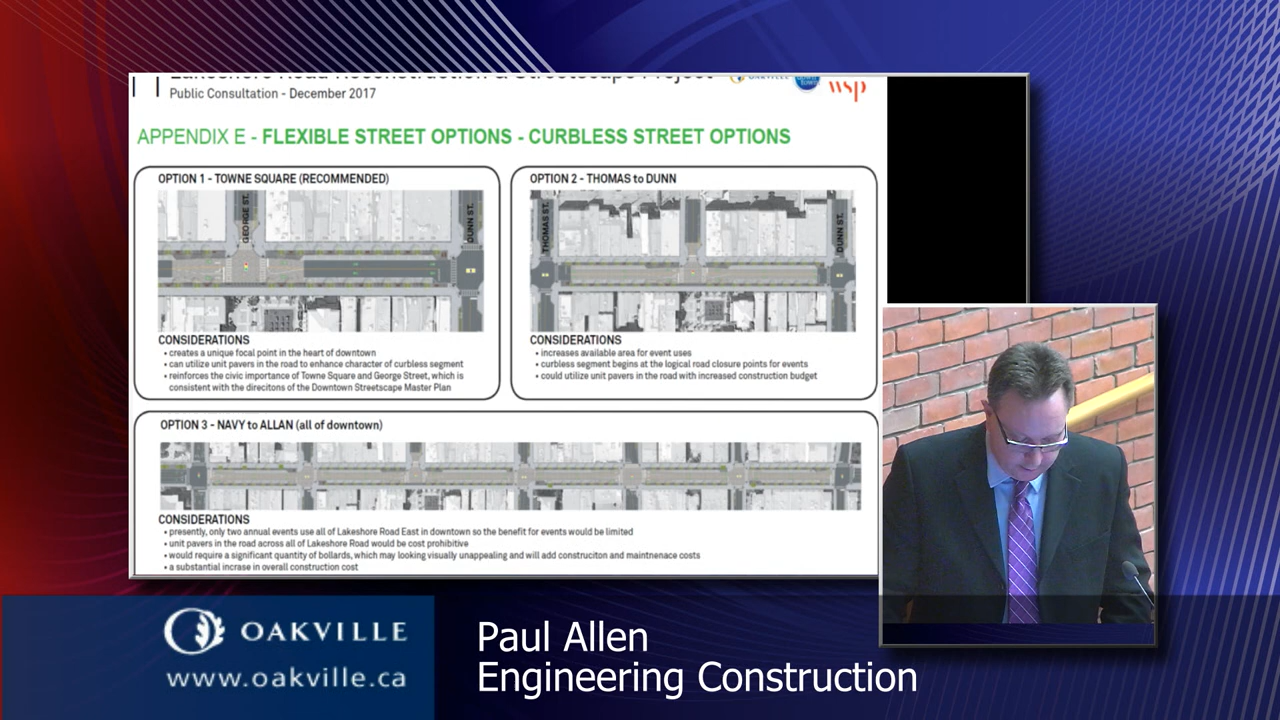 Lakeshore Road Reconstruction & Streetscape Project
OAKVILLE
wsp
Public Consultation - December 2017
APPENDIX E - FLEXIBLE STREET OPTIONS - CURBLESS STREET OPTIONS
OPTION 1 - TOWNE SQUARE (RECOMMENDED)
GEORGE ST.
DUNN ST.
CONSIDERATIONS
• creates a unique focal point in the heart of downtown
• can utilize unit pavers in the road to enhance character of curbless segment
• reinforces the civic importance of Towne Square and George Street, which is
consistent with the direcitons of the Downtown Streetscape Master Plan
OPTION 2 - THOMAS to DUNN
THOMAS ST.
DUNN ST.
CONSIDERATIONS
• increases available area for event uses
• curbless segment begins at the logical road closure points for events
• could utilize unit pavers in the road with increased construction budget
OPTION 3 - NAVY to ALLAN (all of downtown)
CONSIDERATIONS
• presently, only two annual events use all of Lakeshore Road East in downtown so the benefit for events would be limited
• unit pavers in the road across all of Lakeshore Road would be cost prohibitive
• would require a significant quantity of bollards, which may looking visually unappealing and will add construciton and maintnenace costs
• a substantial incrase in overall construction cost
OAKVILLE
www.oakville.ca
Paul Allen
Engineering Construction